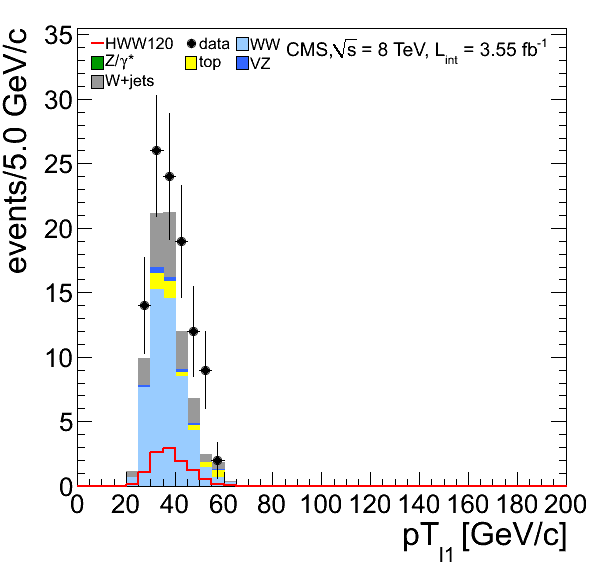 HWW120 data WW
Z/γ* top VZ
W+jets
CMS,√s = 8 TeV, L_int = 3.55 fb⁻¹
events/5.0 GeV/c
35
30
25
20
15
10
5
0
0 20 40 60 80 100 120 140 160 180 200
pT_l1 [GeV/c]